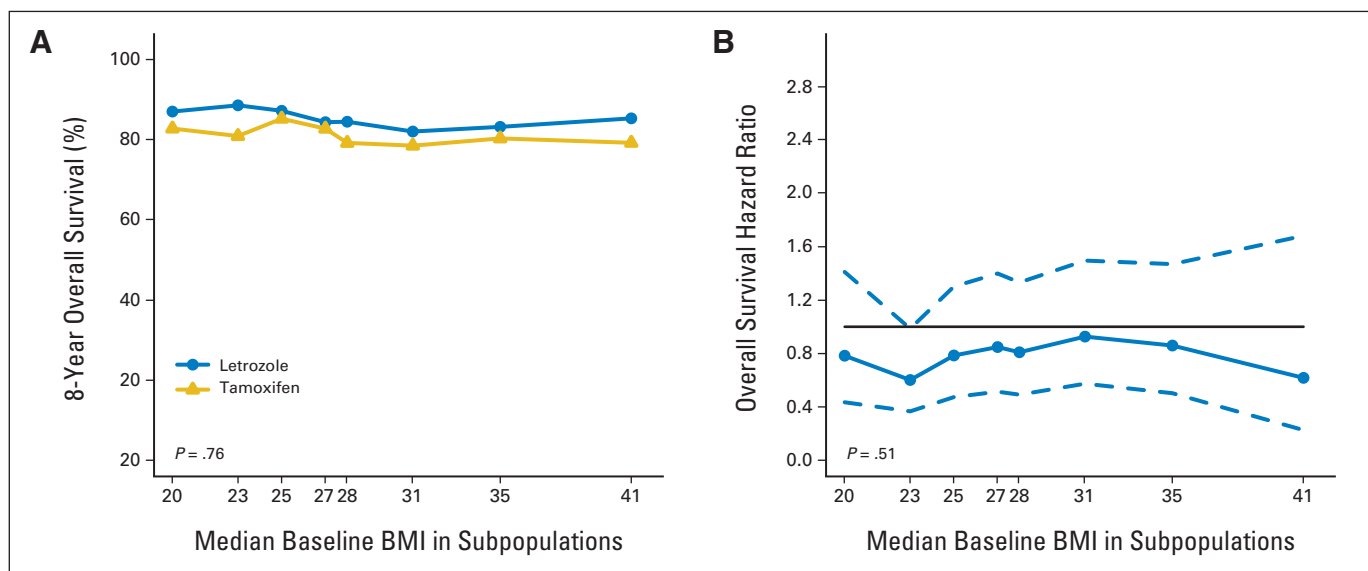 A
8-Year Overall Survival (%)
100
80
60
40
20
20
Letrozole
Tamoxifen
P = .76
20 23 25 27 28 31 35 41
Median Baseline BMI in Subpopulations
B
Overall Survival Hazard Ratio
2.8
2.4
2.0
1.6
1.2
0.8
0.4
0.0
P = .51
20 23 25 27 28 31 35 41
Median Baseline BMI in Subpopulations